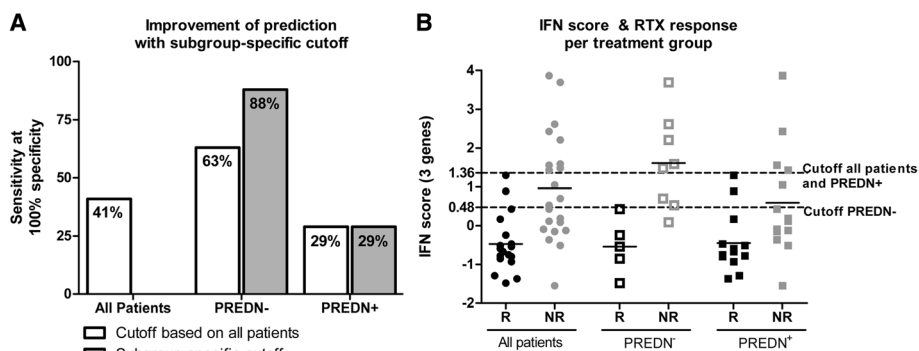 A
Improvement of prediction
with subgroup-specific cutoff
Sensitivity at
100% specificity
100
75
50
25
0
41%
63%
88%
29%
29%
All Patients
PREDN-
PREDN+
Cutoff based on all patients
Subgroup-specific cutoff
B
IFN score & RTX response
per treatment group
IFN score (3 genes)
4
3
2
1.36
1
0.48
0
-1
-2
Cutoff all patients
and PREDN+
Cutoff PREDN-
R
NR
R
NR
R
NR
All patients
PREDN-
PREDN+